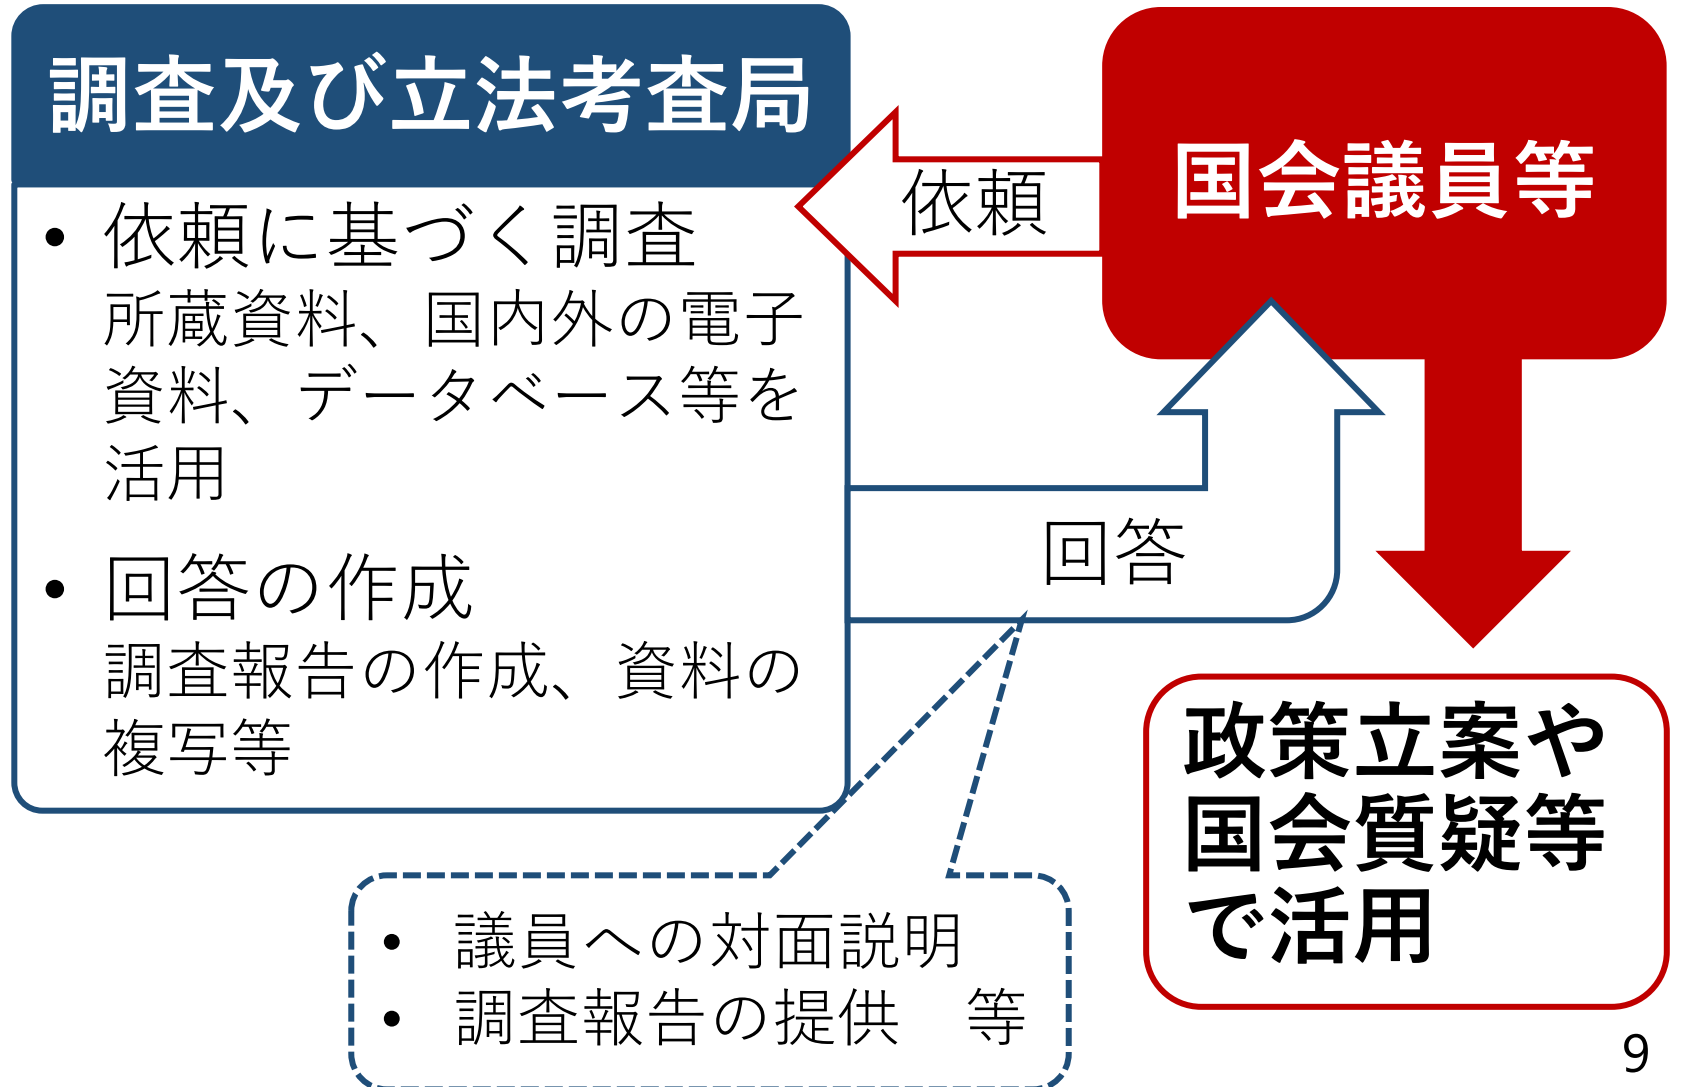 調査及び立法考査局
• 依頼に基づく調査
所蔵資料、国内外の電子
資料、データベース等を
活用
• 回答の作成
調査報告の作成、資料の
複写等
依頼
国会議員等
回答
• 議員への対面説明
• 調査報告の提供　等
政策立案や
国会質疑等
で活用
9